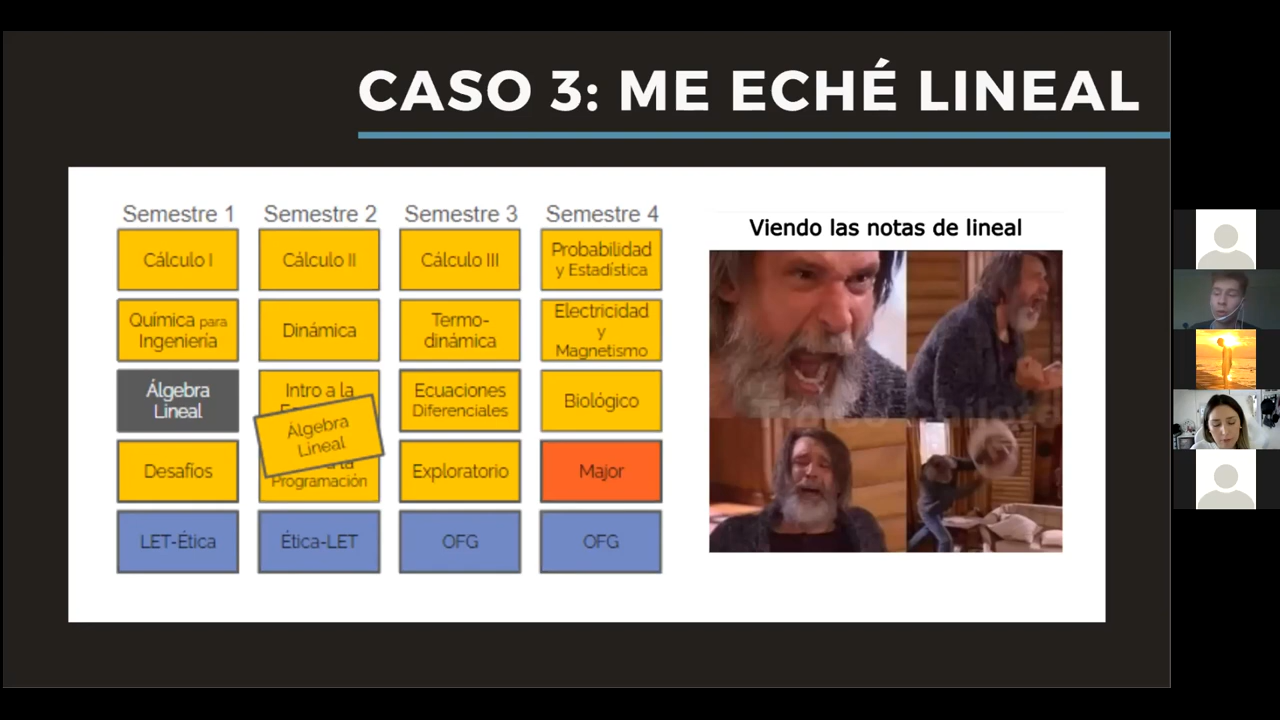 CASO 3: ME ECHÉ LINEAL
Semestre 1
Semestre 2
Semestre 3
Semestre 4
Cálculo I
Cálculo II
Cálculo III
Probabilidad
y Estadística
Química para
Ingeniería
Dinámica
Termo-
dinámica
Electricidad
y
Magnetismo
Álgebra
Lineal
Intro a la
Álgebra
Lineal
Ecuaciones
Diferenciales
Biológico
Desafíos
a la
Programación
Exploratorio
Major
LET-Ética
Ética-LET
OFG
OFG
Viendo las notas de lineal